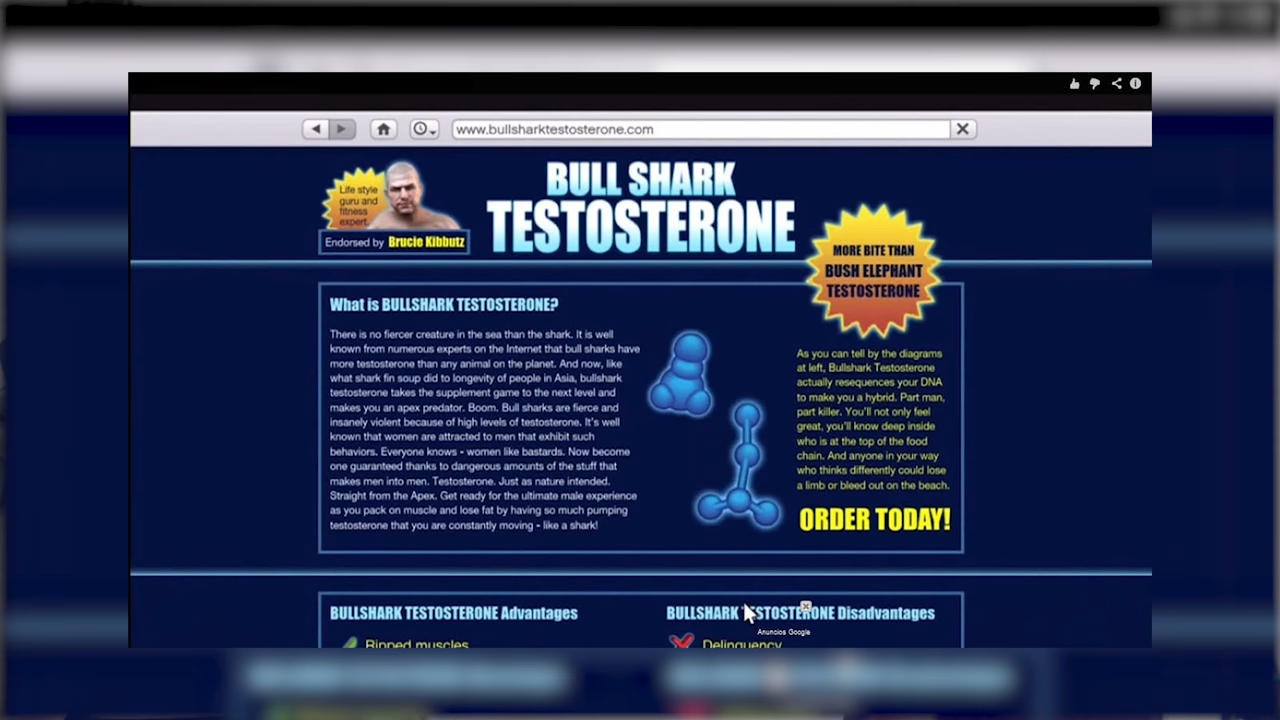 www.bullsharktestosterone.com
Life style
guru and
fitness
expert.
Endorsed by Brucie Kibbutz
BULL SHARK
TESTOSTERONE
MORE BITE THAN
BUSH ELEPHANT
TESTOSTERONE
What is BULLSHARK TESTOSTERONE?
There is no fiercer creature in the sea than the shark. It is well
known from numerous experts on the Internet that bull sharks have
more testosterone than any animal on the planet. And now, like
what shark fin soup did to longevity of people in Asia, bullshark
testosterone takes the supplement game to the next level and
makes you an apex predator. Boom. Bull sharks are fierce and
insanely violent because of high levels of testosterone. It's well
known that women are attracted to men that exhibit such
behaviors. Everyone knows - women like bastards. Now become
one guaranteed thanks to dangerous amounts of the stuff that
makes men into men. Testosterone. Just as nature intended.
Straight from the Apex. Get ready for the ultimate male experience
as you pack on muscle and lose fat by having so much pumping
testosterone that you are constantly moving - like a shark!
As you can tell by the diagrams
at left, Bullshark Testosterone
actually resequences your DNA
to make you a hybrid. Part man,
part killer. You'll not only feel
great, you'll know deep inside
who is at the top of the food
chain. And anyone in your way
who thinks differently could lose
a limb or bleed out on the beach.
ORDER TODAY!
BULLSHARK TESTOSTERONE Advantages
Ripped muscles
BULLSHARK TESTOSTERONE Disadvantages
Anuncios Google
Delinquency